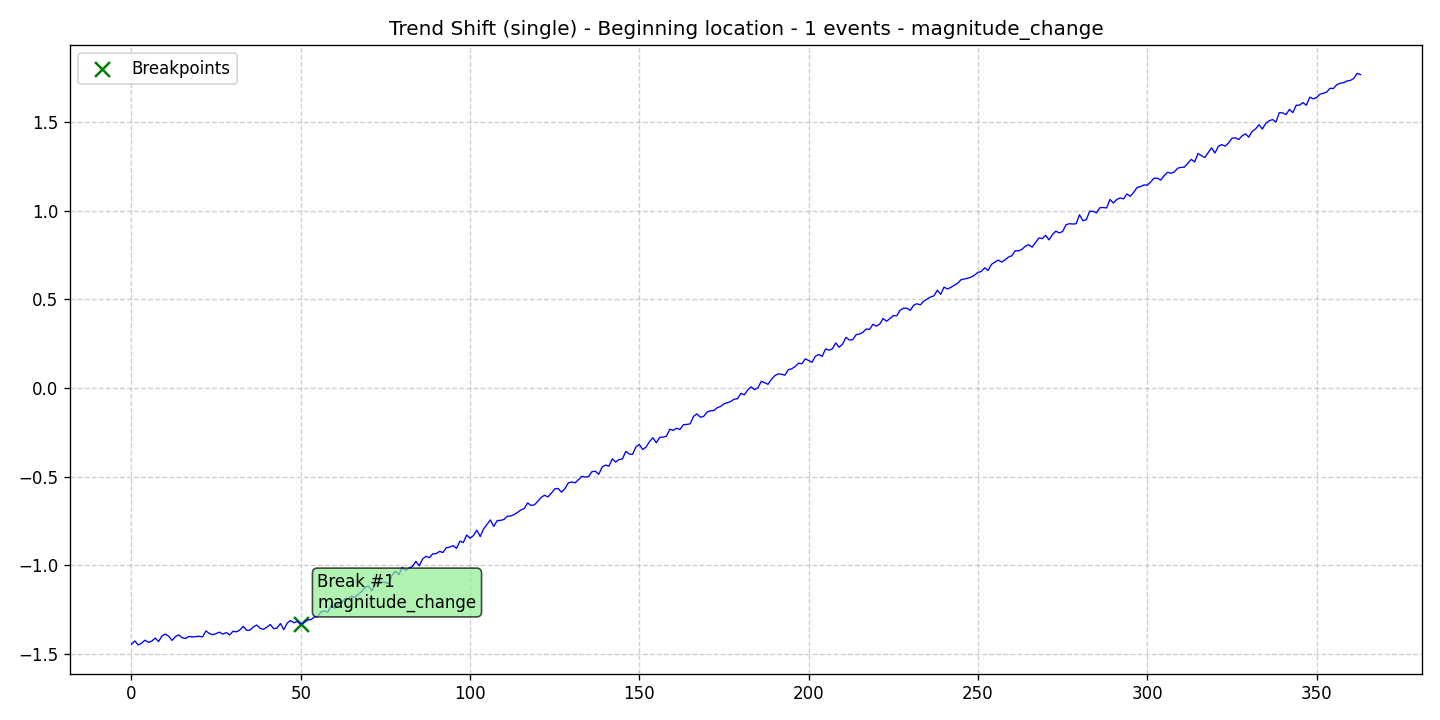 Trend Shift (single) - Beginning location - 1 events - magnitude_change
Breakpoints
1.5
1.0
0.5
0.0
−0.5
−1.0
−1.5
Break #1
magnitude_change
0 50 100 150 200 250 300 350